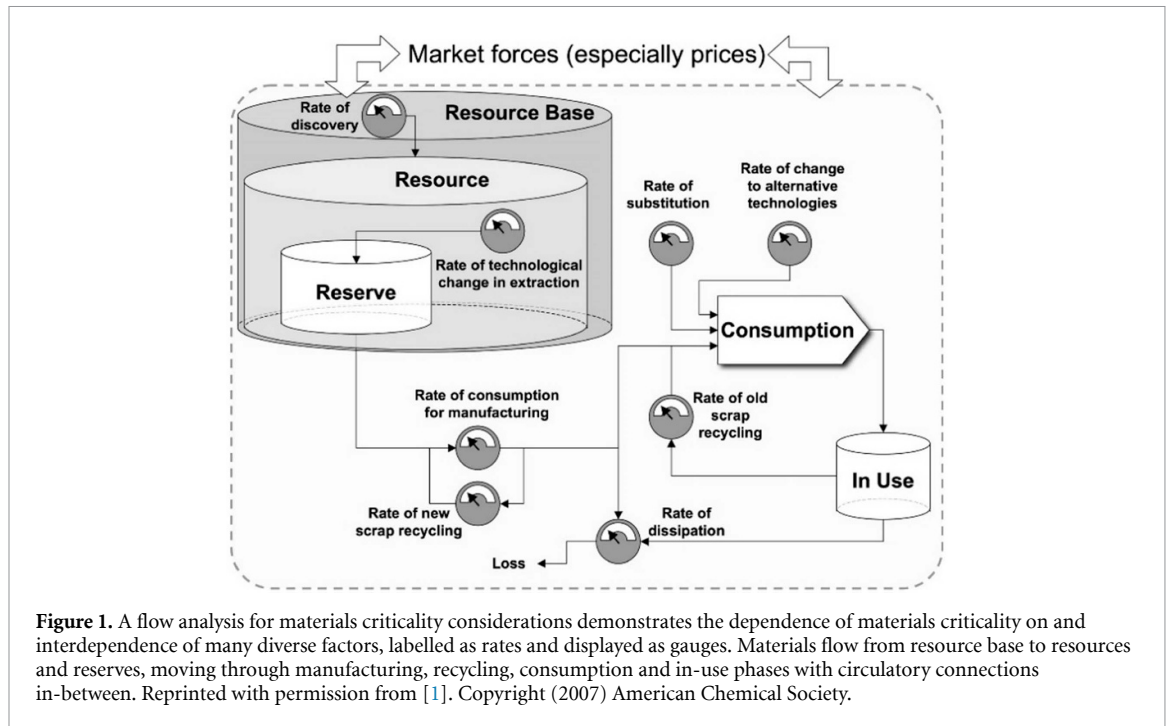 Market forces (especially prices)
Rate of
discovery
Resource Base
Resource
Rate of technological
change in extraction
Reserve
Rate of
substitution
Rate of change
to alternative
technologies
Consumption
Rate of consumption
for manufacturing
Rate of old
scrap
recycling
In Use
Rate of new
scrap recycling
Rate of
dissipation
Loss
Figure 1. A flow analysis for materials criticality considerations demonstrates the dependence of materials criticality on and
interdependence of many diverse factors, labelled as rates and displayed as gauges. Materials flow from resource base to resources
and reserves, moving through manufacturing, recycling, consumption and in-use phases with circulatory connections
in-between. Reprinted with permission from [1]. Copyright (2007) American Chemical Society.